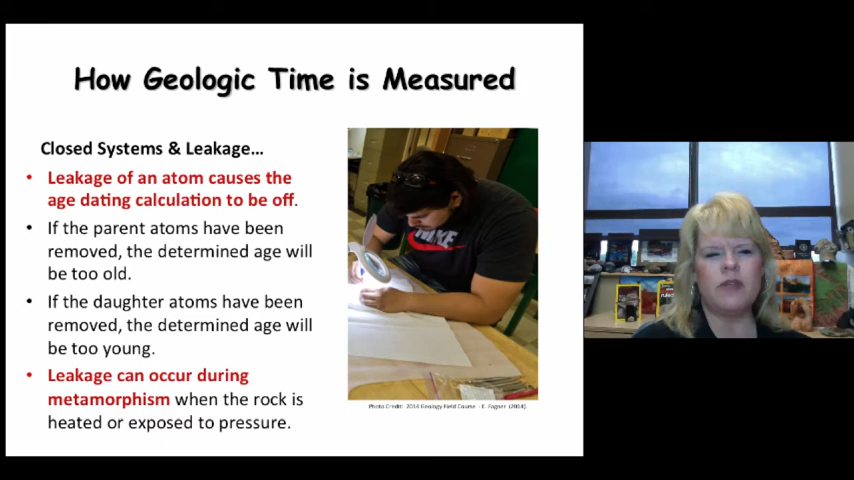 How Geologic Time is Measured
Closed Systems & Leakage...
• Leakage of an atom causes the
age dating calculation to be off.
• If the parent atoms have been
removed, the determined age will
be too old.
• If the daughter atoms have been
removed, the determined age will
be too young.
• Leakage can occur during
metamorphism when the rock is
heated or exposed to pressure.
Photo Credit: 2014 Geology Field Course - E. Fagner (2014).